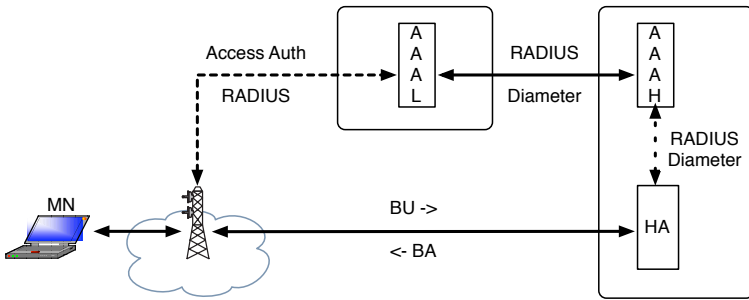 Access Auth
RADIUS
A
A
A
L
RADIUS
Diameter
A
A
A
H
RADIUS
Diameter
MN
BU ->
<- BA
HA